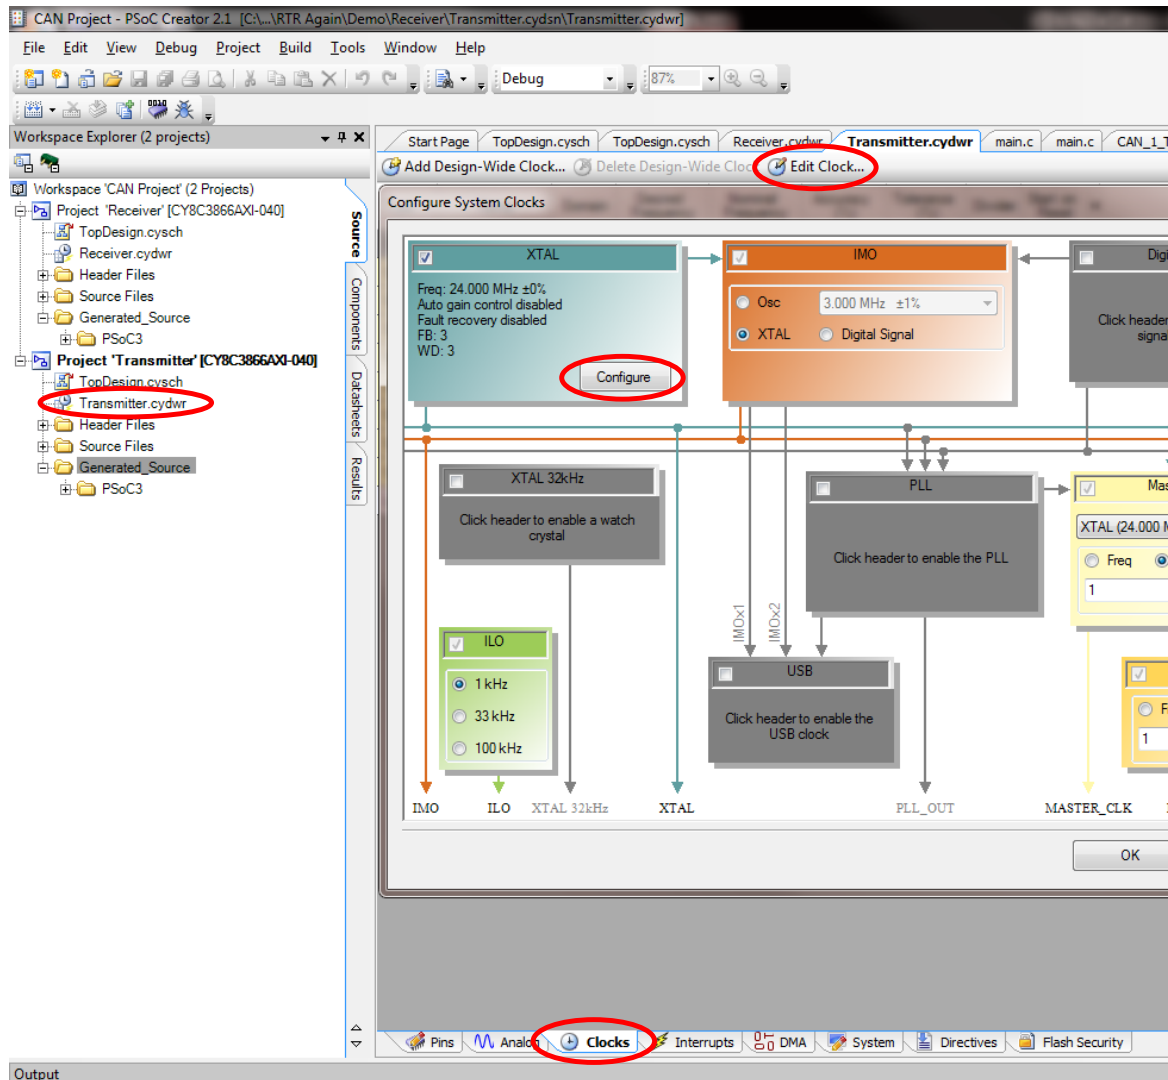 CAN Project - PSoC Creator 2.1 [C:\...\RTR Again\Demo\Receiver\Transmitter.cydsn\Transmitter.cydwr]
File Edit View Debug Project Build Tools Window Help
Debug 87%
Workspace Explorer (2 projects)
Workspace 'CAN Project' (2 Projects)
Project 'Receiver' [CY8C3866AXI-040]
TopDesign.cysch
Receiver.cydwr
Header Files
Source Files
Generated_Source
PSoC3
Project 'Transmitter' [CY8C3866AXI-040]
TopDesign.cysch
Transmitter.cydwr
Header Files
Source Files
Generated_Source
PSoC3
Source
Components
Datasheets
Results
Start Page TopDesign.cysch TopDesign.cysch Receiver.cydwr Transmitter.cydwr main.c main.c CAN_1_T
Add Design-Wide Clock... Delete Design-Wide Cloc Edit Clock...
Configure System Clocks
XTAL
Freq: 24.000 MHz ±0%
Auto gain control disabled
Fault recovery disabled
FB: 3
WD: 3
Configure
IMO
Osc 3.000 MHz ±1%
XTAL Digital Signal
Digi
Click header
signa
XTAL 32kHz
Click header to enable a watch
crystal
PLL
Click header to enable the PLL
Mas
XTAL (24.000 M
Freq
1
ILO
1 kHz
33 kHz
100 kHz
IMOx1
IMOx2
USB
Click header to enable the
USB clock
F
1
IMO ILO XTAL 32kHz XTAL PLL_OUT MASTER_CLK
OK
Pins Analog Clocks Interrupts DMA System Directives Flash Security
Output